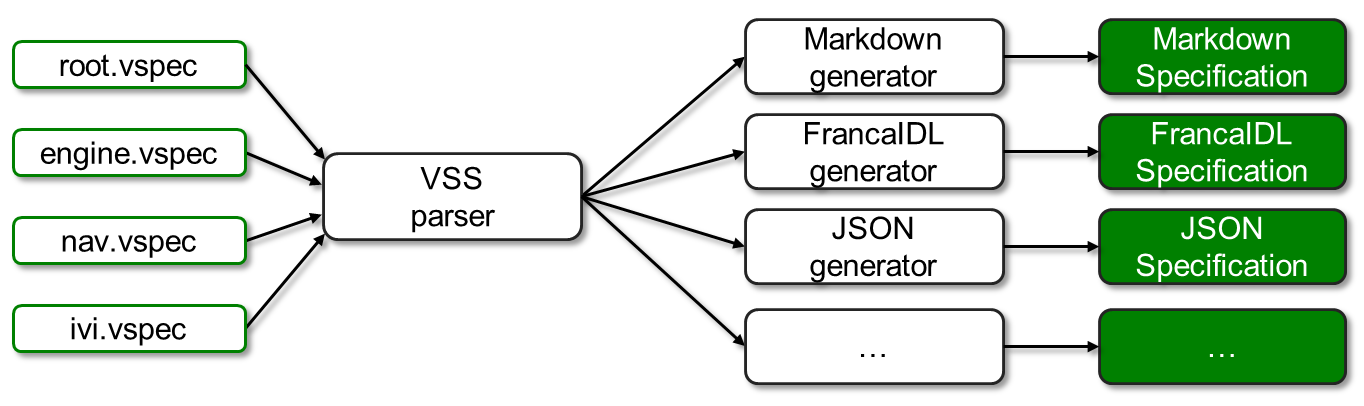 root.vspec
engine.vspec
nav.vspec
ivi.vspec
VSS
parser
Markdown
generator
FrancaIDL
generator
JSON
generator
...
Markdown
Specification
FrancaIDL
Specification
JSON
Specification
...